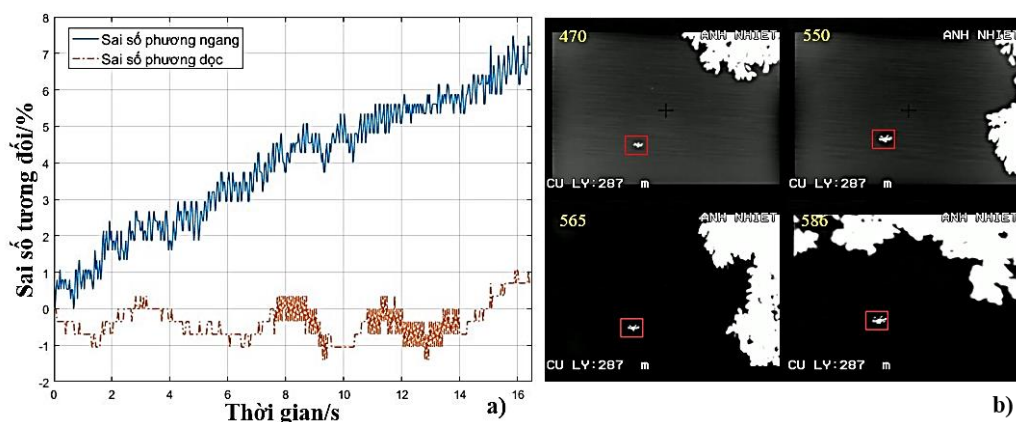 8
7
6
5
4
3
2
1
0
-1
-2
Sai số tương đối/%
Sai số phương ngang
Sai số phương dọc
0 2 4 6 8 10 12 14 16
Thời gian/s
a)
470
ANH NHIET
CU LY:287 m
550
ANH NHIET
CU LY:287 m
565
ANH NHIET
CU LY:287 m
586
ANH NHIET
CU LY:287 m
b)